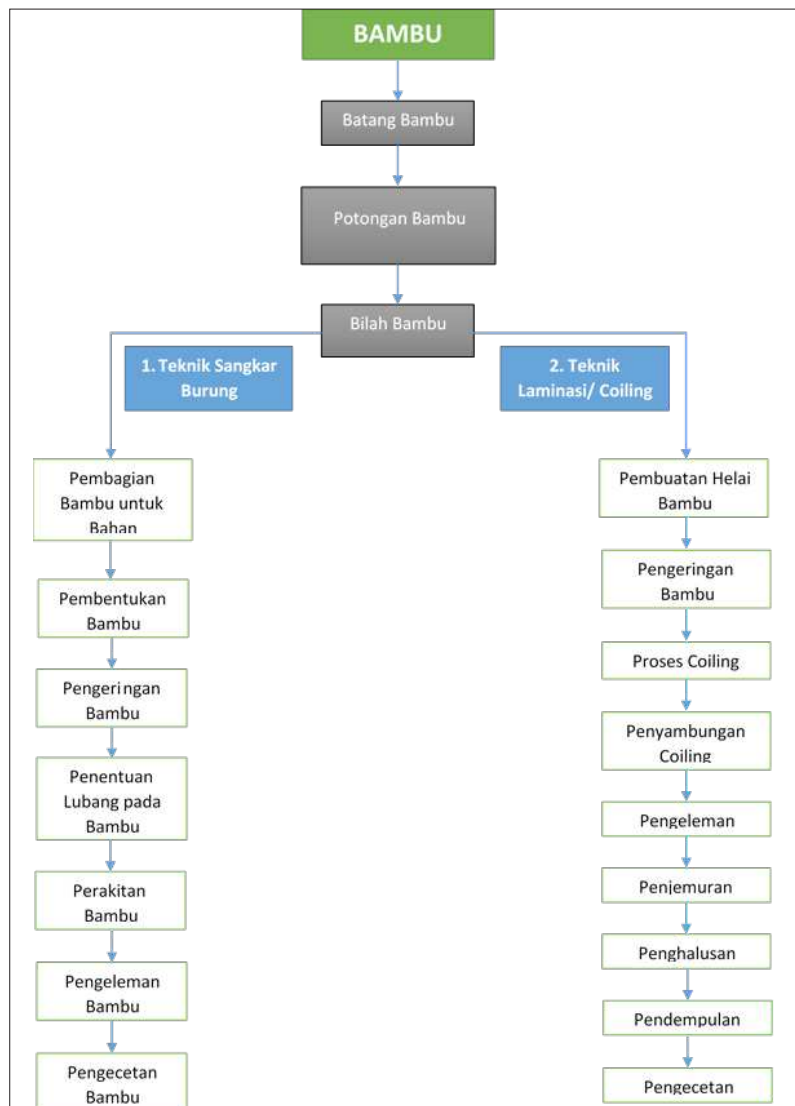 BAMBU
Batang Bambu
Potongan Bambu
Bilah Bambu
1. Teknik Sangkar
Burung
2. Teknik
Laminasi/ Coiling
Pembagian
Bambu untuk
Bahan
Pembentukan
Bambu
Pengeringan
Bambu
Penentuan
Lubang pada
Bambu
Perakitan
Bambu
Pengeleman
Bambu
Pengecetan
Bambu
Pembuatan Helai
Bambu
Pengeringan
Bambu
Proses Coiling
Penyambungan
Coiling
Pengeleman
Penjemuran
Penghalusan
Pendempulan
Pengecetan